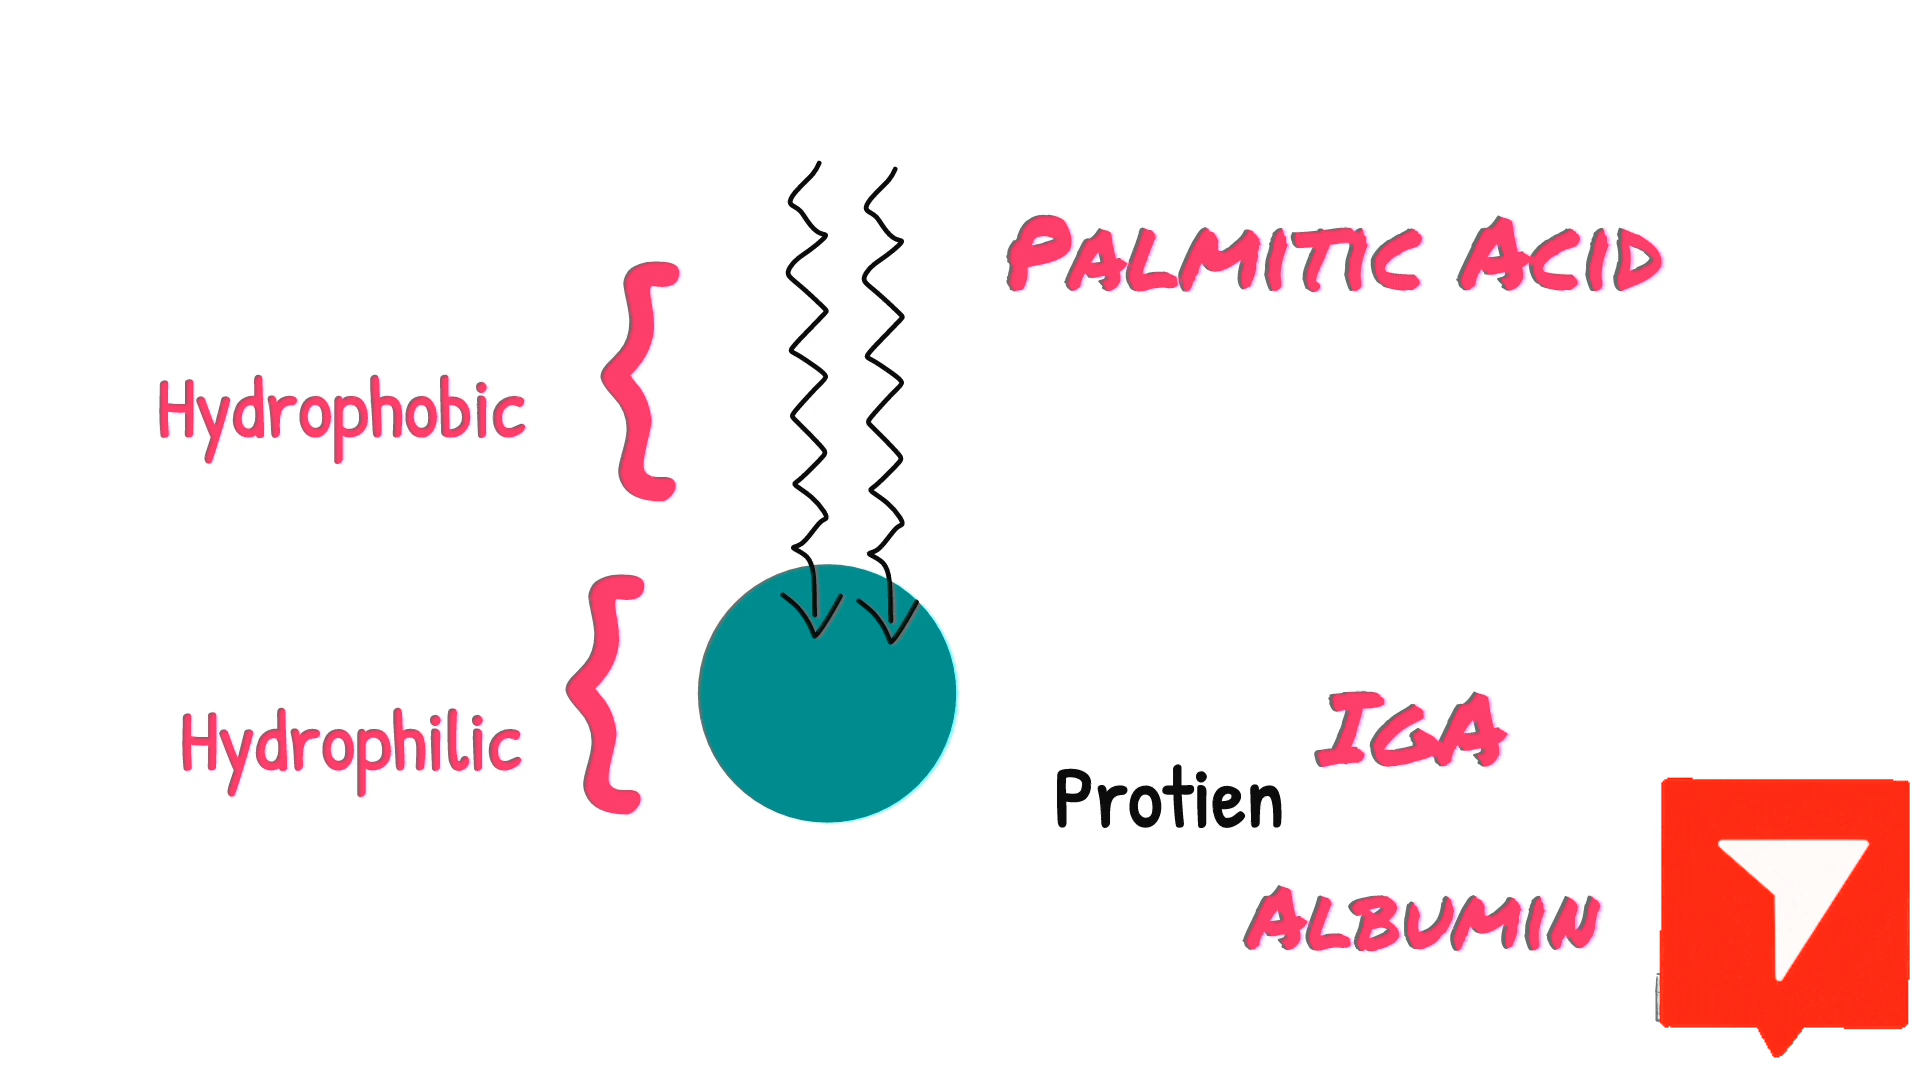 Palmitic Acid
Hydrophobic
Hydrophilic
IgA
Protien
Albumin